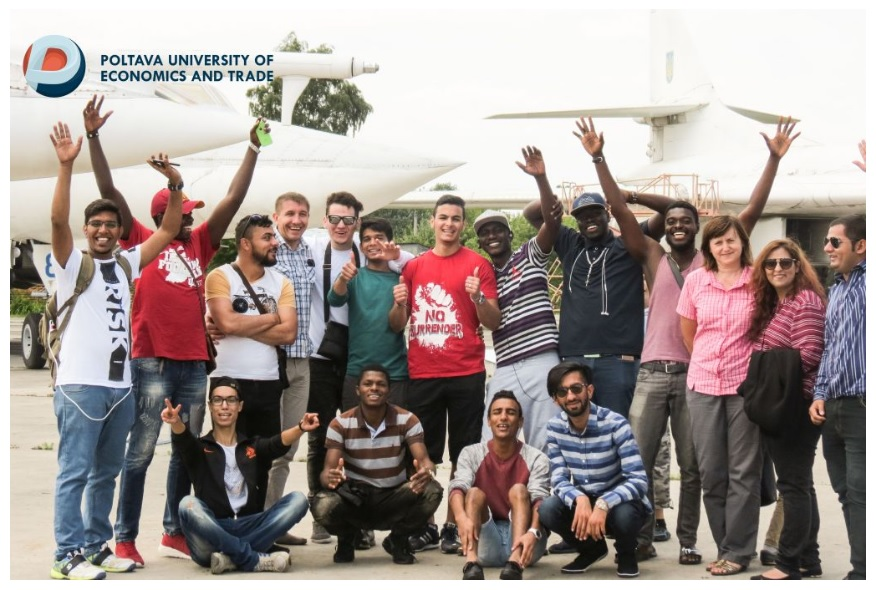 POLTAVA UNIVERSITY OF
ECONOMICS AND TRADE
NO
SURRENDER
RISK